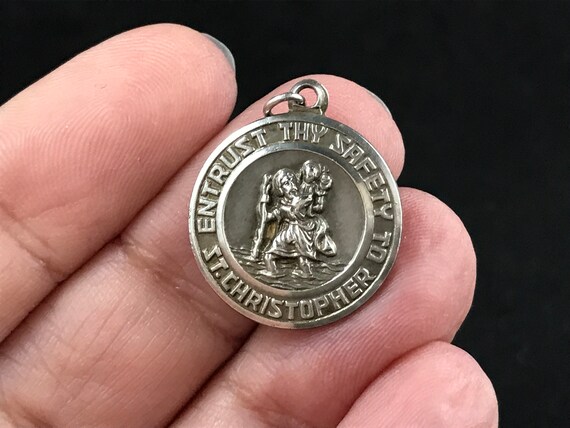 ENTRUST THY SAFETY TO
ST.CHRISTOPHER